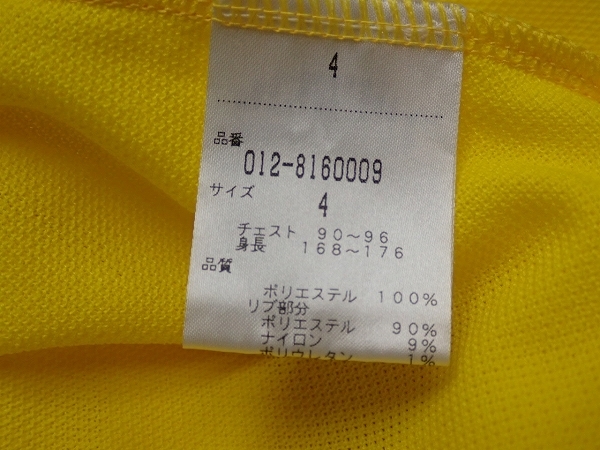 4
品番
012-8160009
サイズ
4
チェスト 90～96
身長 168～176
品質
ポリエステル 100%
リブ部分
ポリエステル 90%
ナイロン 9%
ポリウレタン 1%